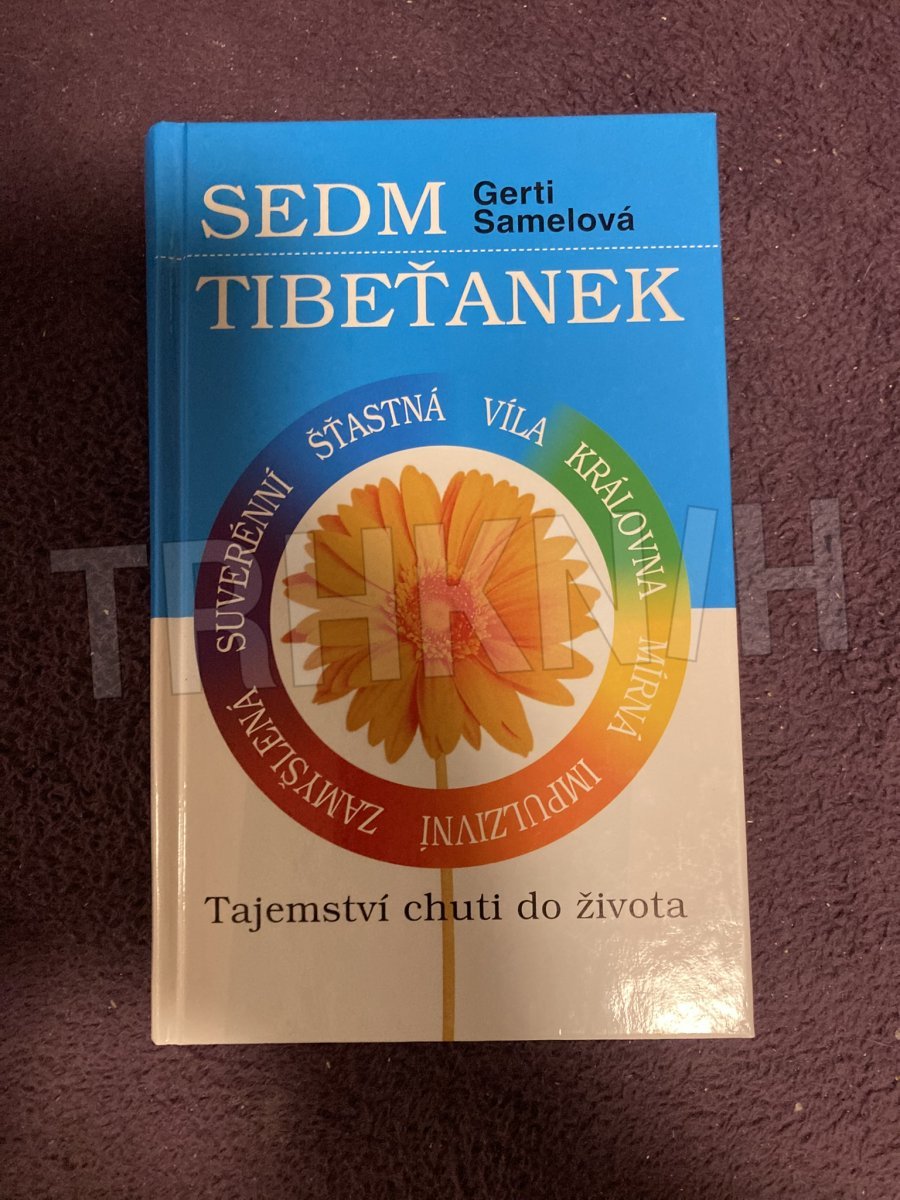 SEDM
Gerti
Samelová
TIBEŤANEK
ŠŤASTNÁ
VÍLA
KRÁLOVNA
MÍRNÁ
IMPULZIVNÍ
ZAMYŠLENÁ
SUVERÉNNÍ
TRHKNIH
Tajemství chuti do života